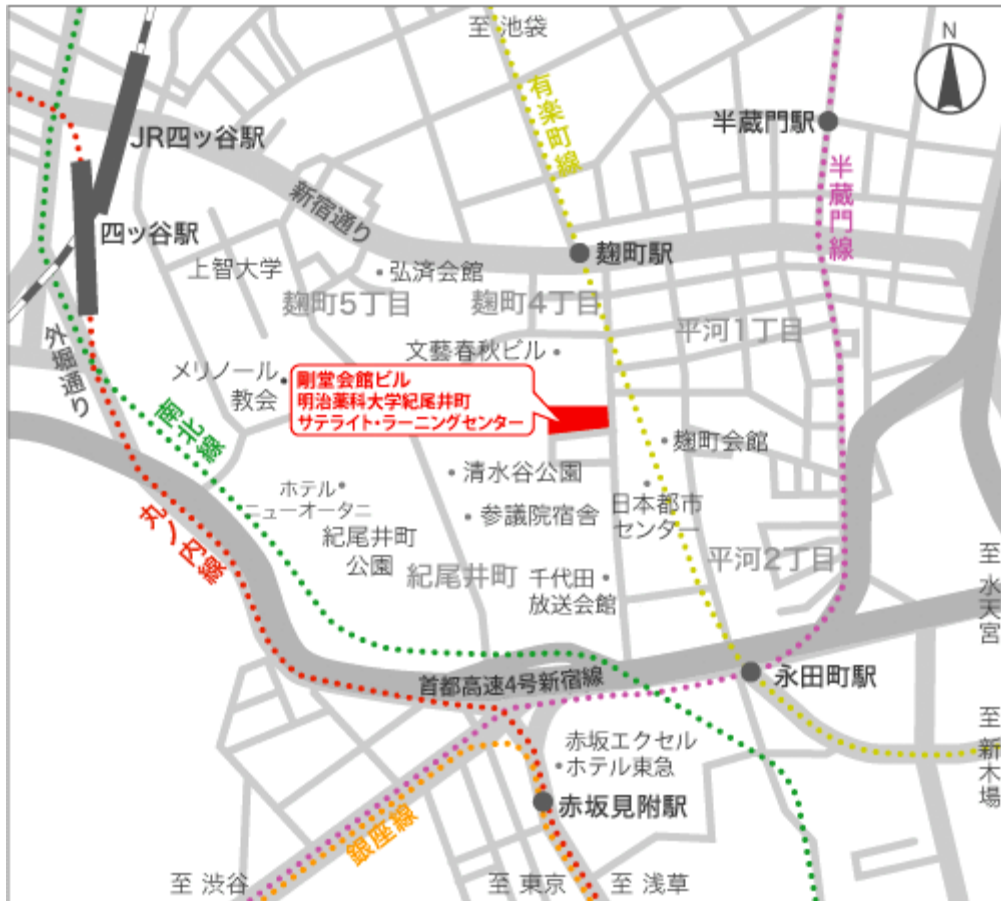 至 池袋
N
有楽町線
半蔵門駅
JR四ッ谷駅
半蔵門線
新宿通り
四ッ谷駅
麹町駅
上智大学
弘済会館
麹町5丁目
麹町4丁目
平河1丁目
外堀通り
文藝春秋ビル
メリノール
教会
剛堂会館ビル
明治薬科大学紀尾井町
サテライト・ラーニングセンター
南北線
麹町会館
清水谷公園
ホテル
ニューオータニ
日本都市
センター
参議院宿舎
丸ノ内線
紀尾井町
公園
平河2丁目
至 水天宮
紀尾井町
千代田
放送会館
首都高速4号新宿線
永田町駅
至 新木場
赤坂エクセル
ホテル東急
赤坂見附駅
銀座線
至 渋谷
至 東京
至 浅草